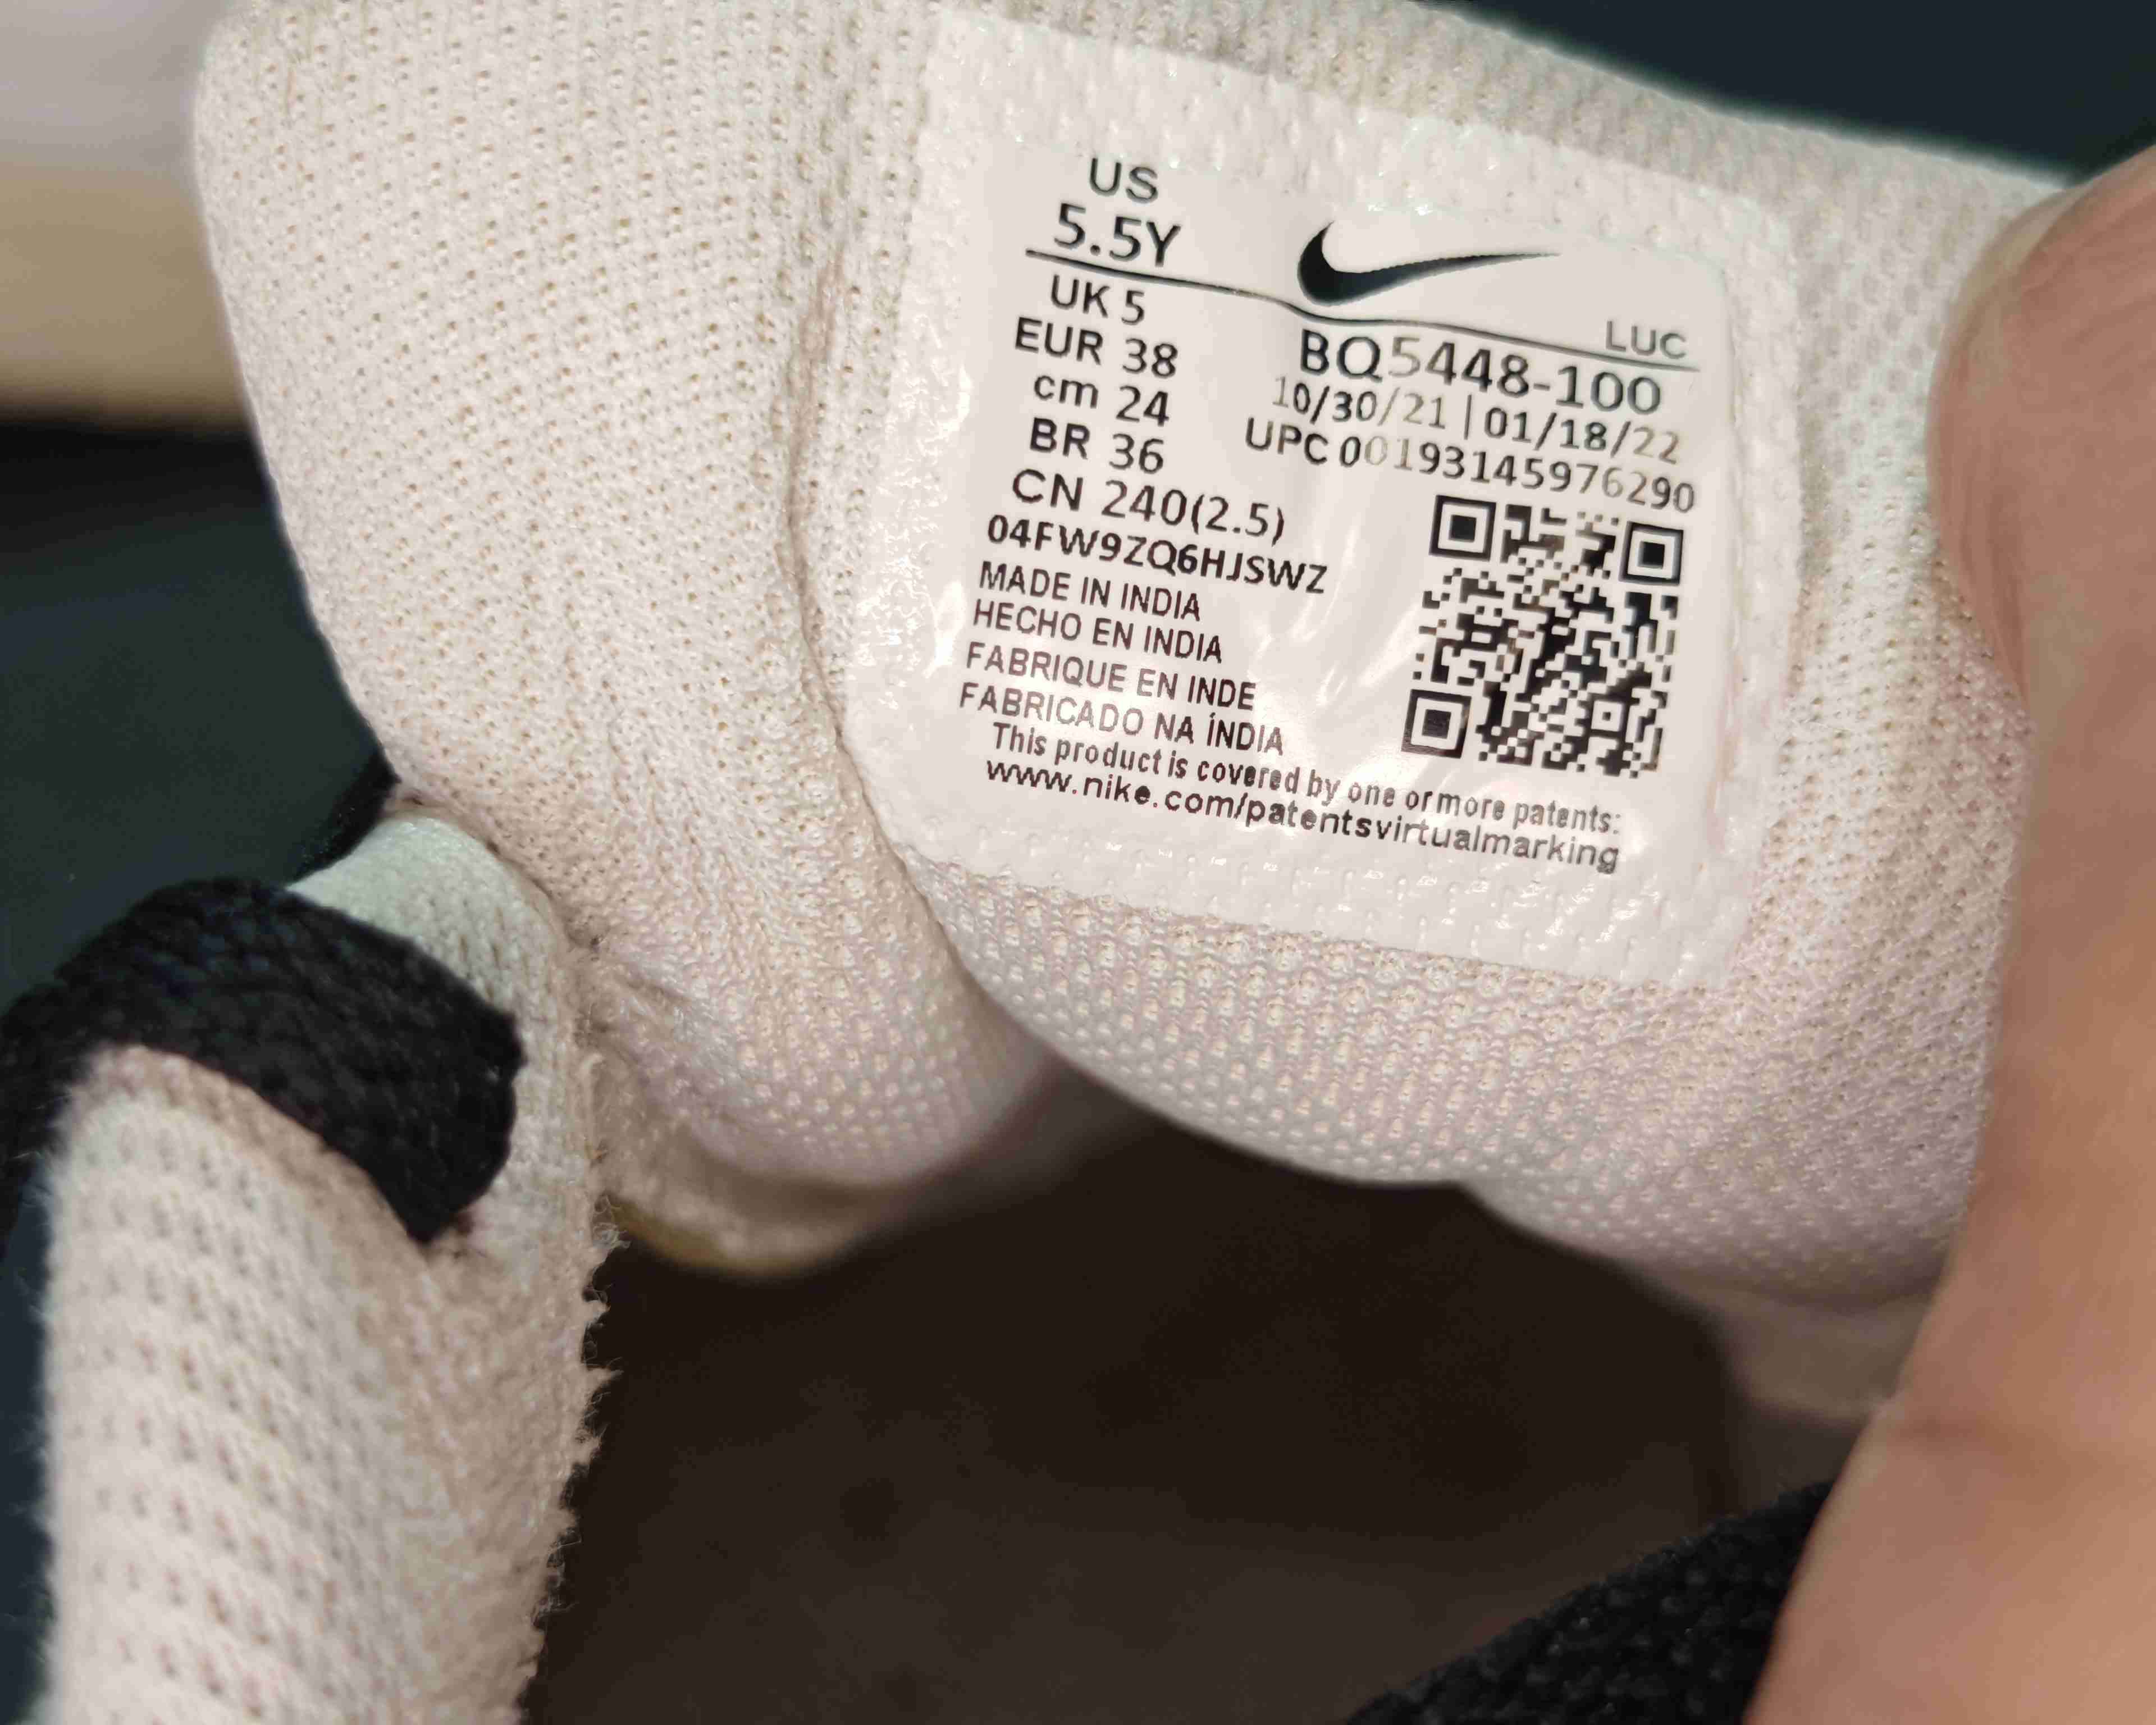 US
5.5Y
LUC
UK 5
EUR 38
cm 24
BR 36
CN 240(2.5)
BQ5448-100
10/30/21 | 01/18/22
UPC 00193145976290
04FW9ZQ6HJSWZ
MADE IN INDIA
HECHO EN INDIA
FABRIQUE EN INDE
FABRICADO NA ÍNDIA
This product is covered by one or more patents:
www.nike.com/patentsvirtualmarking